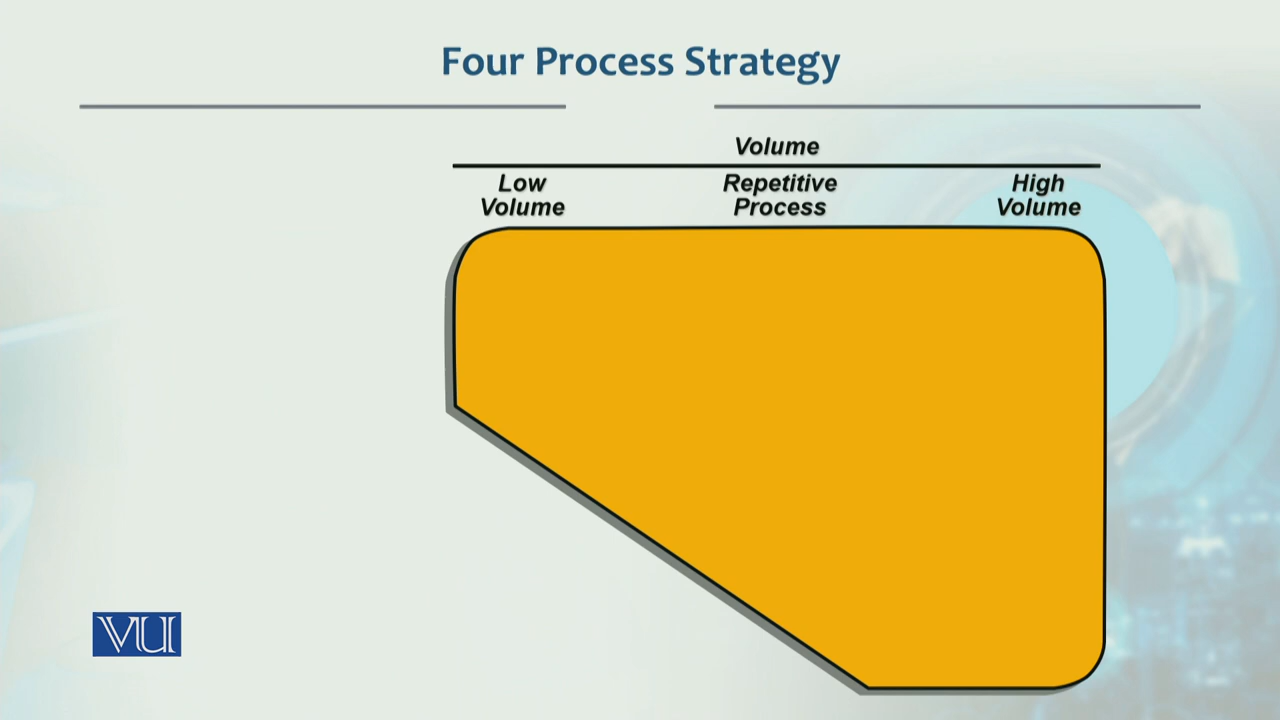 Four Process Strategy
Volume
Low
Volume
Repetitive
Process
High
Volume
VU